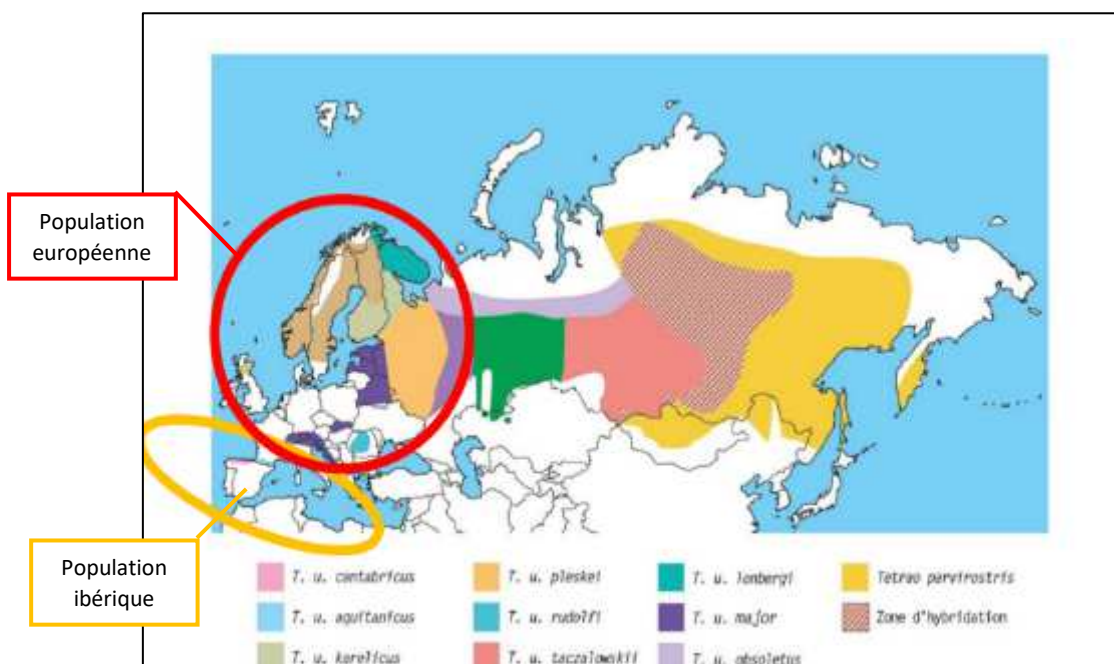 Population
européenne
Population
ibérique
T. u. cantabricus
T. u. pleskei
T. u. lonbergi
Tetrao parvirostris
T. u. aquitanicus
T. u. rudolfi
T. u. major
Zone d'hybridation
T. u. karelicus
T. u. taczalowskii
T. u. obsoletus